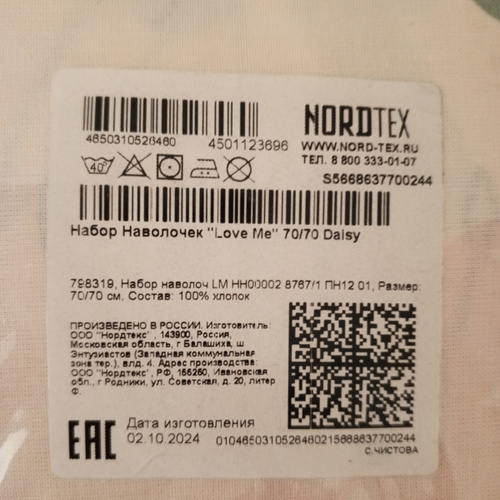 NORDTEX
4650310526460
4501123696
WWW.NORD-TEX.RU
ТЕЛ. 8 800 333-01-07
40°
S5668637700244
Набор Наволочек "Love Me" 70/70 Daisy
798319, Набор наволоч LM НН00002 8767/1 ПН12 01, Размер:
70/70 см. Состав: 100% хлопок
ПРОИЗВЕДЕНО В РОССИИ. Изготовитель:
ООО "Нордтекс" , 143900, Россия,
Московская область, г Балашиха, ш
Энтузиастов (Западная коммунальная
зона тер.), влд. 4. Адрес производства:
ООО "Нордтекс" , РФ, 155250, Ивановская
обл., г Родники, ул. Советская, д. 20, литер
Ф.
EAC
Дата изготовления
02.10.2024
0104650310526460215668637700244
С.ЧИСТОВА